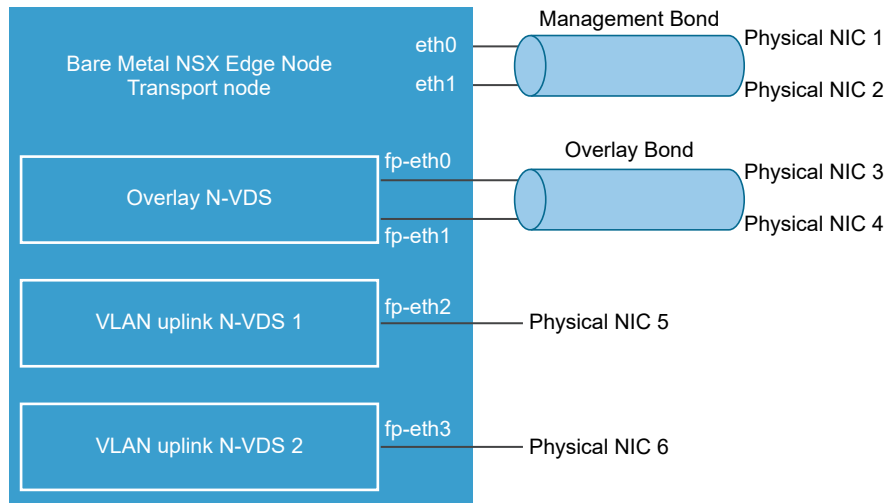 Management Bond
eth0
Physical NIC 1
Bare Metal NSX Edge Node
Transport node
eth1
Physical NIC 2
Overlay Bond
fp-eth0
Physical NIC 3
Overlay N-VDS
fp-eth1
Physical NIC 4
VLAN uplink N-VDS 1
fp-eth2
Physical NIC 5
VLAN uplink N-VDS 2
fp-eth3
Physical NIC 6